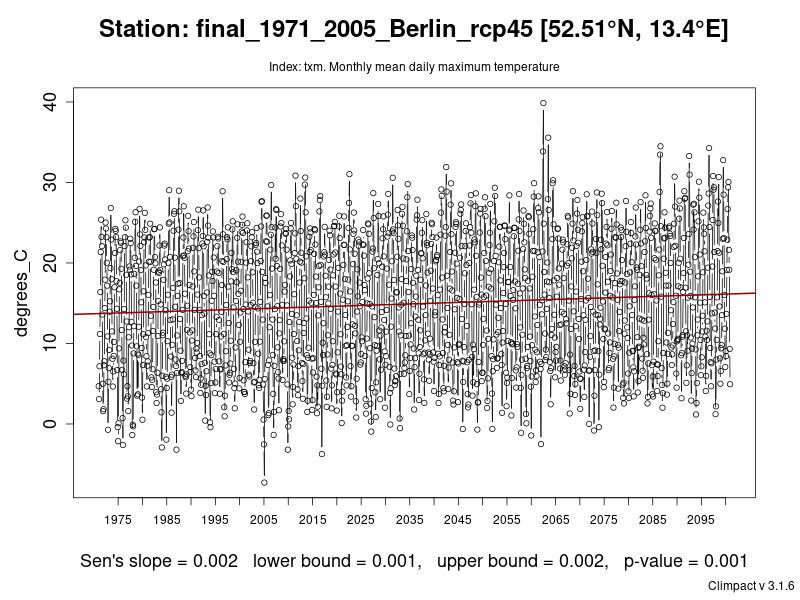 Station: final_1971_2005_Berlin_rcp45 [52.51°N, 13.4°E]
Index: txm. Monthly mean daily maximum temperature
degrees_C
40
30
20
10
0
1975 1985 1995 2005 2015 2025 2035 2045 2055 2065 2075 2085 2095
Sen's slope = 0.002 lower bound = 0.001, upper bound = 0.002, p-value = 0.001
Climpact v 3.1.6